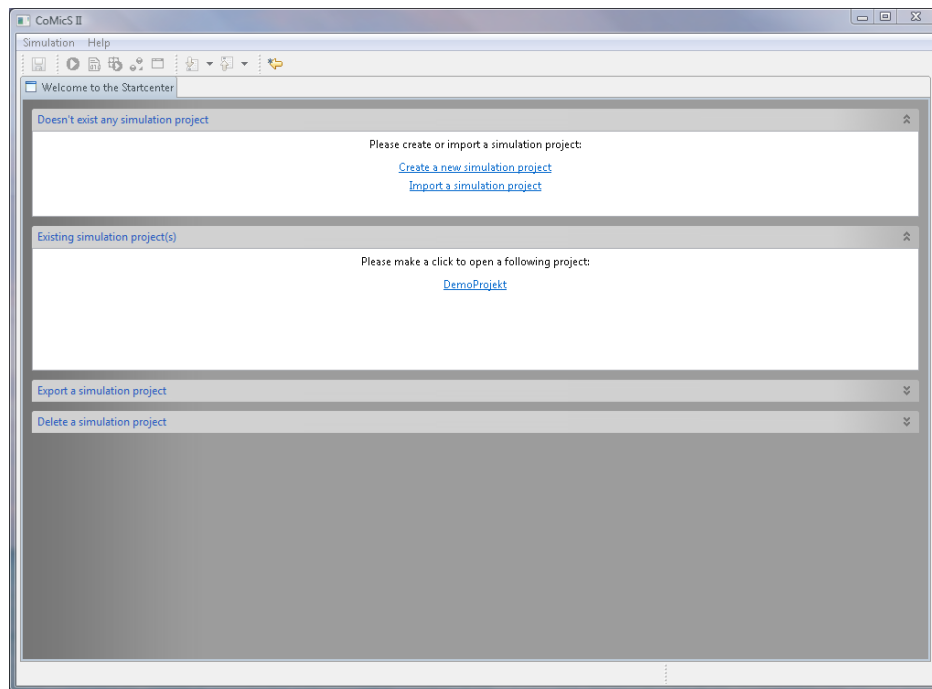 CoMicS II
Simulation Help
Welcome to the Startcenter
Doesn't exist any simulation project
Please create or import a simulation project:
Create a new simulation project
Import a simulation project
Existing simulation project(s)
Please make a click to open a following project:
DemoProjekt
Export a simulation project
Delete a simulation project